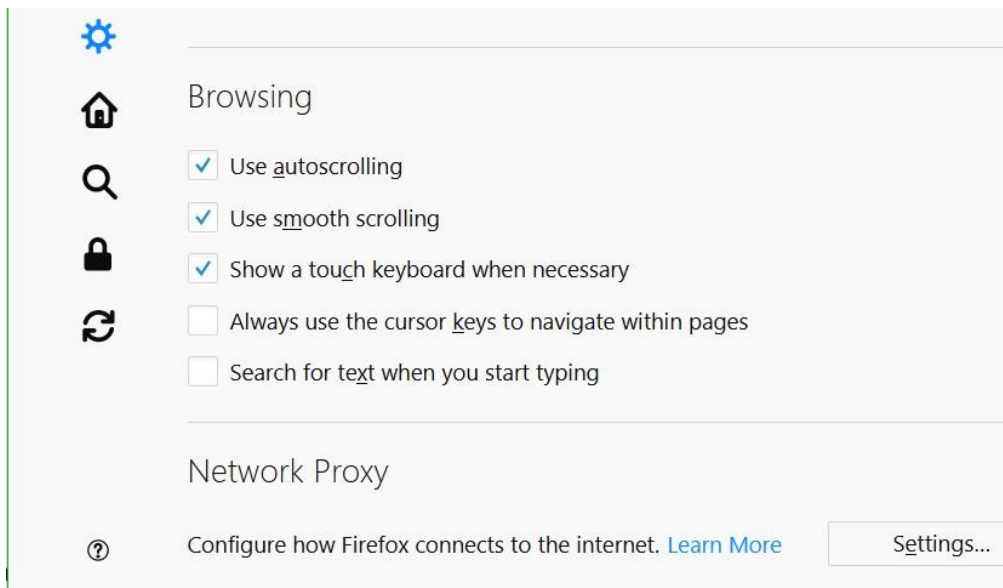 Browsing
Use autoscrolling
Use smooth scrolling
Show a touch keyboard when necessary
Always use the cursor keys to navigate within pages
Search for text when you start typing
Network Proxy
Configure how Firefox connects to the internet. Learn More Settings...